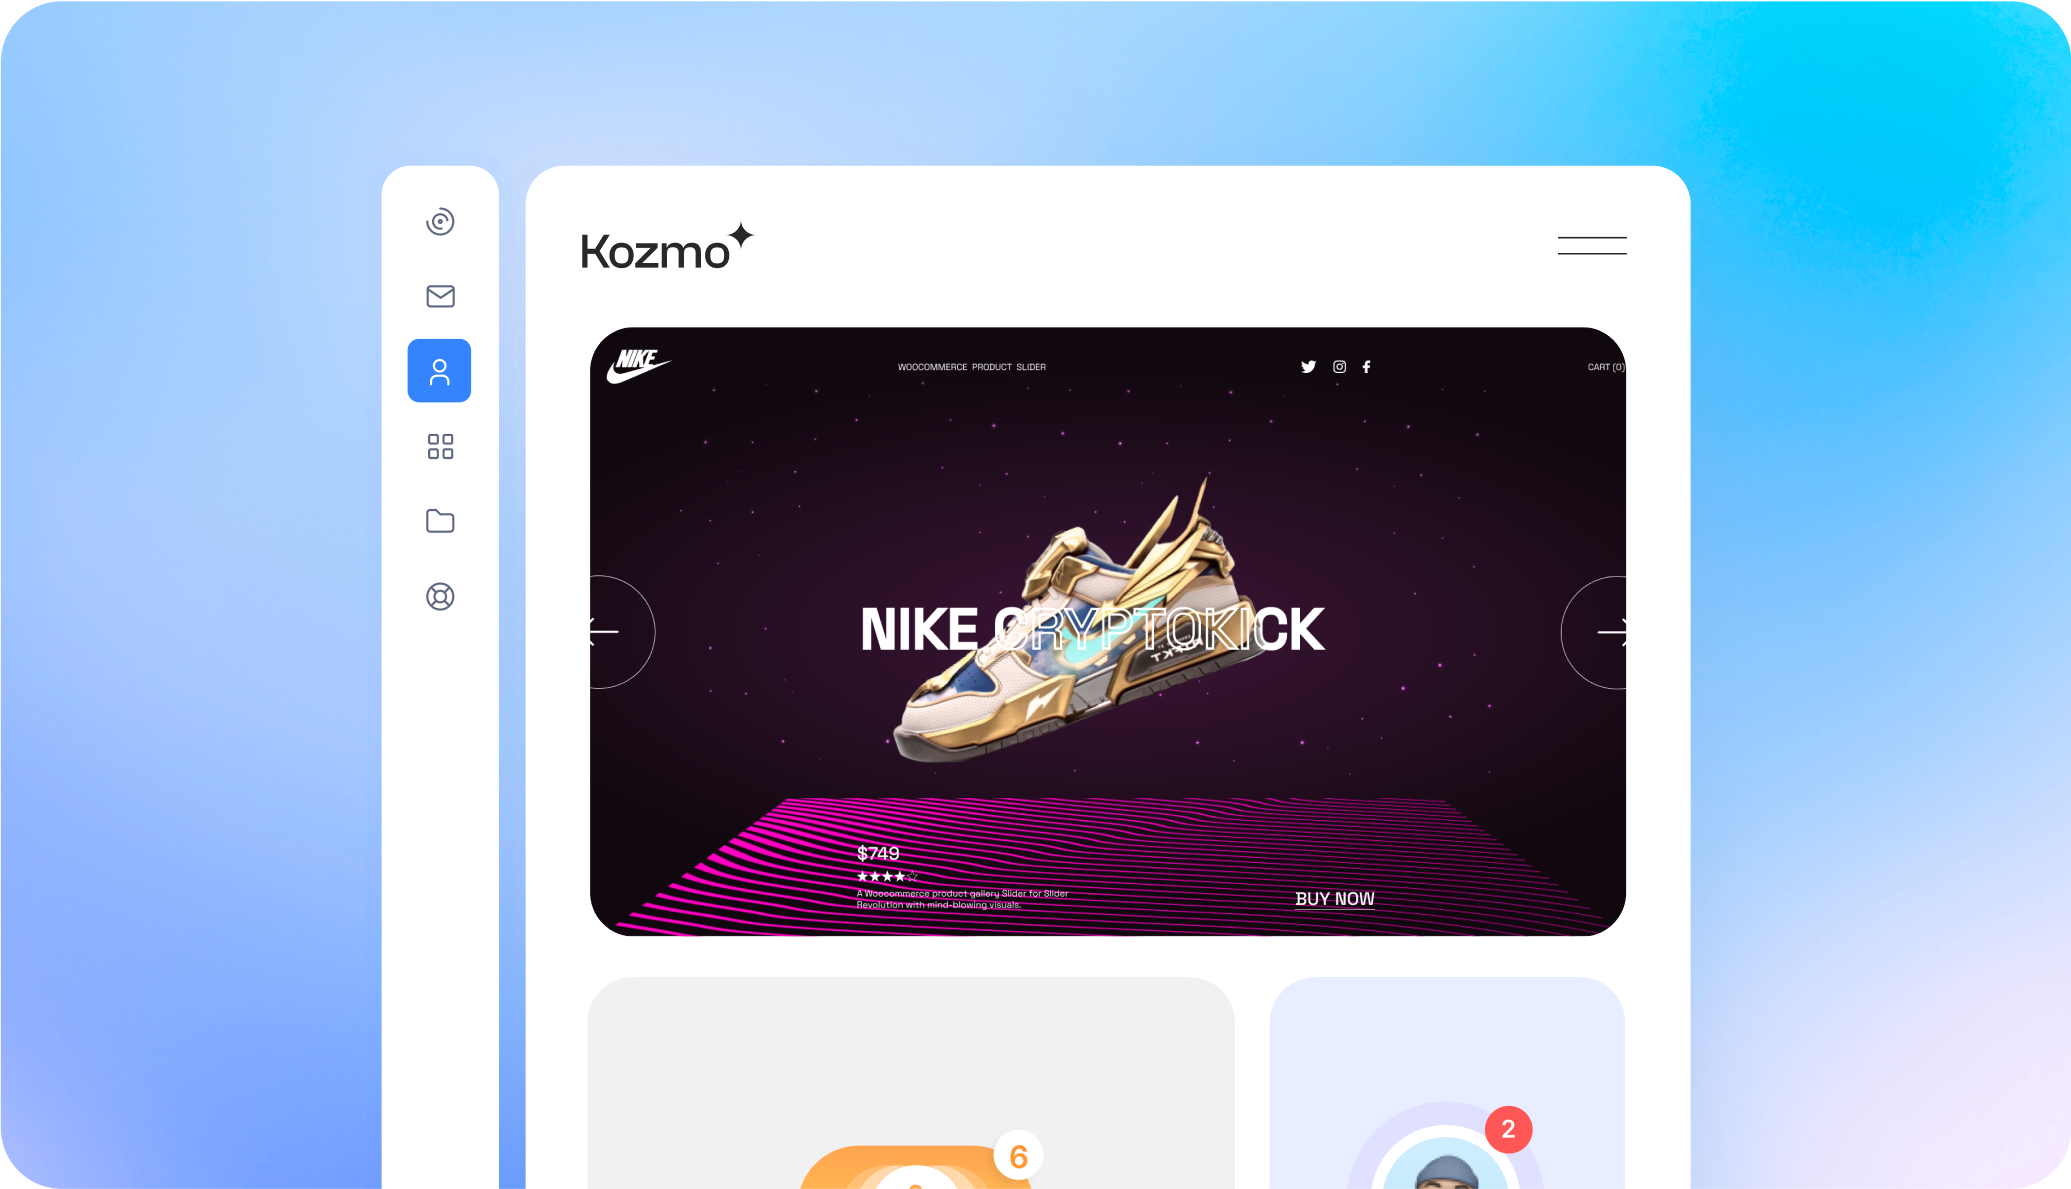 Kozmo
NIKE
WOOCOMMERCE PRODUCT SLIDER
CART (0)
NIKE CRYPTOKICK
$749
A Woocommerce product gallery Slider for Slider
Revolution with mind-blowing visuals.
BUY NOW
6
2